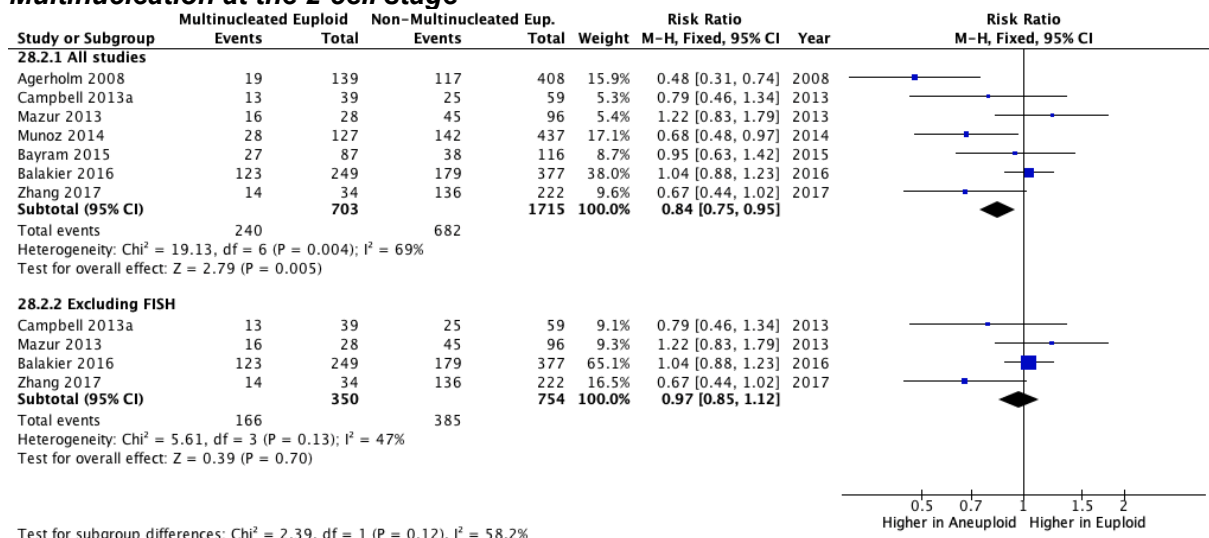 Multinucleation at the 2-cell stage
Multinucleated Euploid Non-Multinucleated Eup. Risk Ratio Risk Ratio
Study or Subgroup Events Total Events Total Weight M-H, Fixed, 95% CI Year M-H, Fixed, 95% CI
28.2.1 All studies
Agerholm 2008 19 139 117 408 15.9% 0.48 [0.31, 0.74] 2008
Campbell 2013a 13 39 25 59 5.3% 0.79 [0.46, 1.34] 2013
Mazur 2013 16 28 45 96 5.4% 1.22 [0.83, 1.79] 2013
Munoz 2014 28 127 142 437 17.1% 0.68 [0.48, 0.97] 2014
Bayram 2015 27 87 38 116 8.7% 0.95 [0.63, 1.42] 2015
Balakier 2016 123 249 179 377 38.0% 1.04 [0.88, 1.23] 2016
Zhang 2017 14 34 136 222 9.6% 0.67 [0.44, 1.02] 2017
Subtotal (95% CI) 703 1715 100.0% 0.84 [0.75, 0.95]
Total events 240 682
Heterogeneity: Chi² = 19.13, df = 6 (P = 0.004); I² = 69%
Test for overall effect: Z = 2.79 (P = 0.005)
28.2.2 Excluding FISH
Campbell 2013a 13 39 25 59 9.1% 0.79 [0.46, 1.34] 2013
Mazur 2013 16 28 45 96 9.3% 1.22 [0.83, 1.79] 2013
Balakier 2016 123 249 179 377 65.1% 1.04 [0.88, 1.23] 2016
Zhang 2017 14 34 136 222 16.5% 0.67 [0.44, 1.02] 2017
Subtotal (95% CI) 350 754 100.0% 0.97 [0.85, 1.12]
Total events 166 385
Heterogeneity: Chi² = 5.61, df = 3 (P = 0.13); I² = 47%
Test for overall effect: Z = 0.39 (P = 0.70)
0.5 0.7 1 1.5 2
Higher in Aneuploid Higher in Euploid
Test for subgroup differences: Chi² = 2.39, df = 1 (P = 0.12), I² = 58.2%